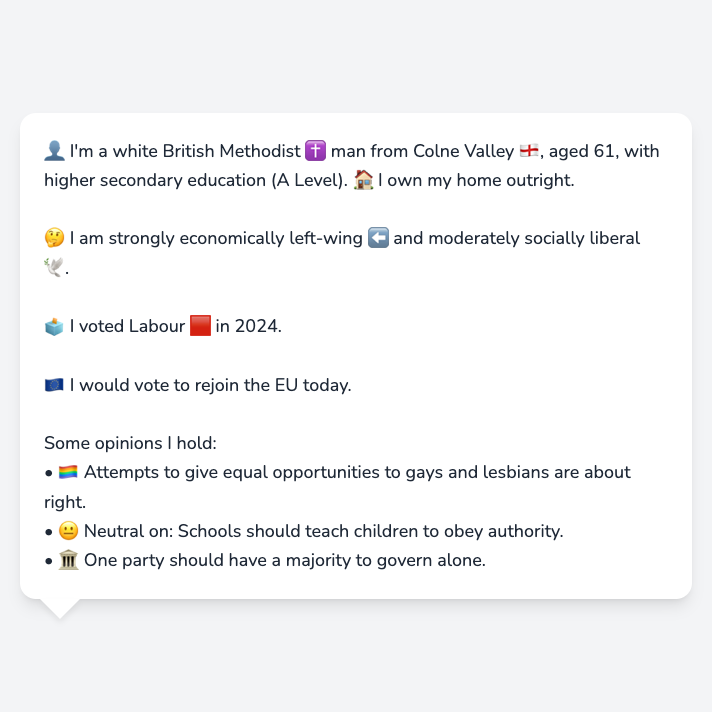 👤 I'm a white British Methodist ✝️ man from Colne Valley 🏴󠁧󠁢󠁥󠁮󠁧󠁿, aged 61, with
higher secondary education (A Level). 🏠 I own my home outright.
🤔 I am strongly economically left-wing ⬅️ and moderately socially liberal
🕊️.
🗳️ I voted Labour 🟥 in 2024.
🇪🇺 I would vote to rejoin the EU today.
Some opinions I hold:
• 🏳️‍🌈 Attempts to give equal opportunities to gays and lesbians are about
right.
• 😐 Neutral on: Schools should teach children to obey authority.
• 🏛️ One party should have a majority to govern alone.